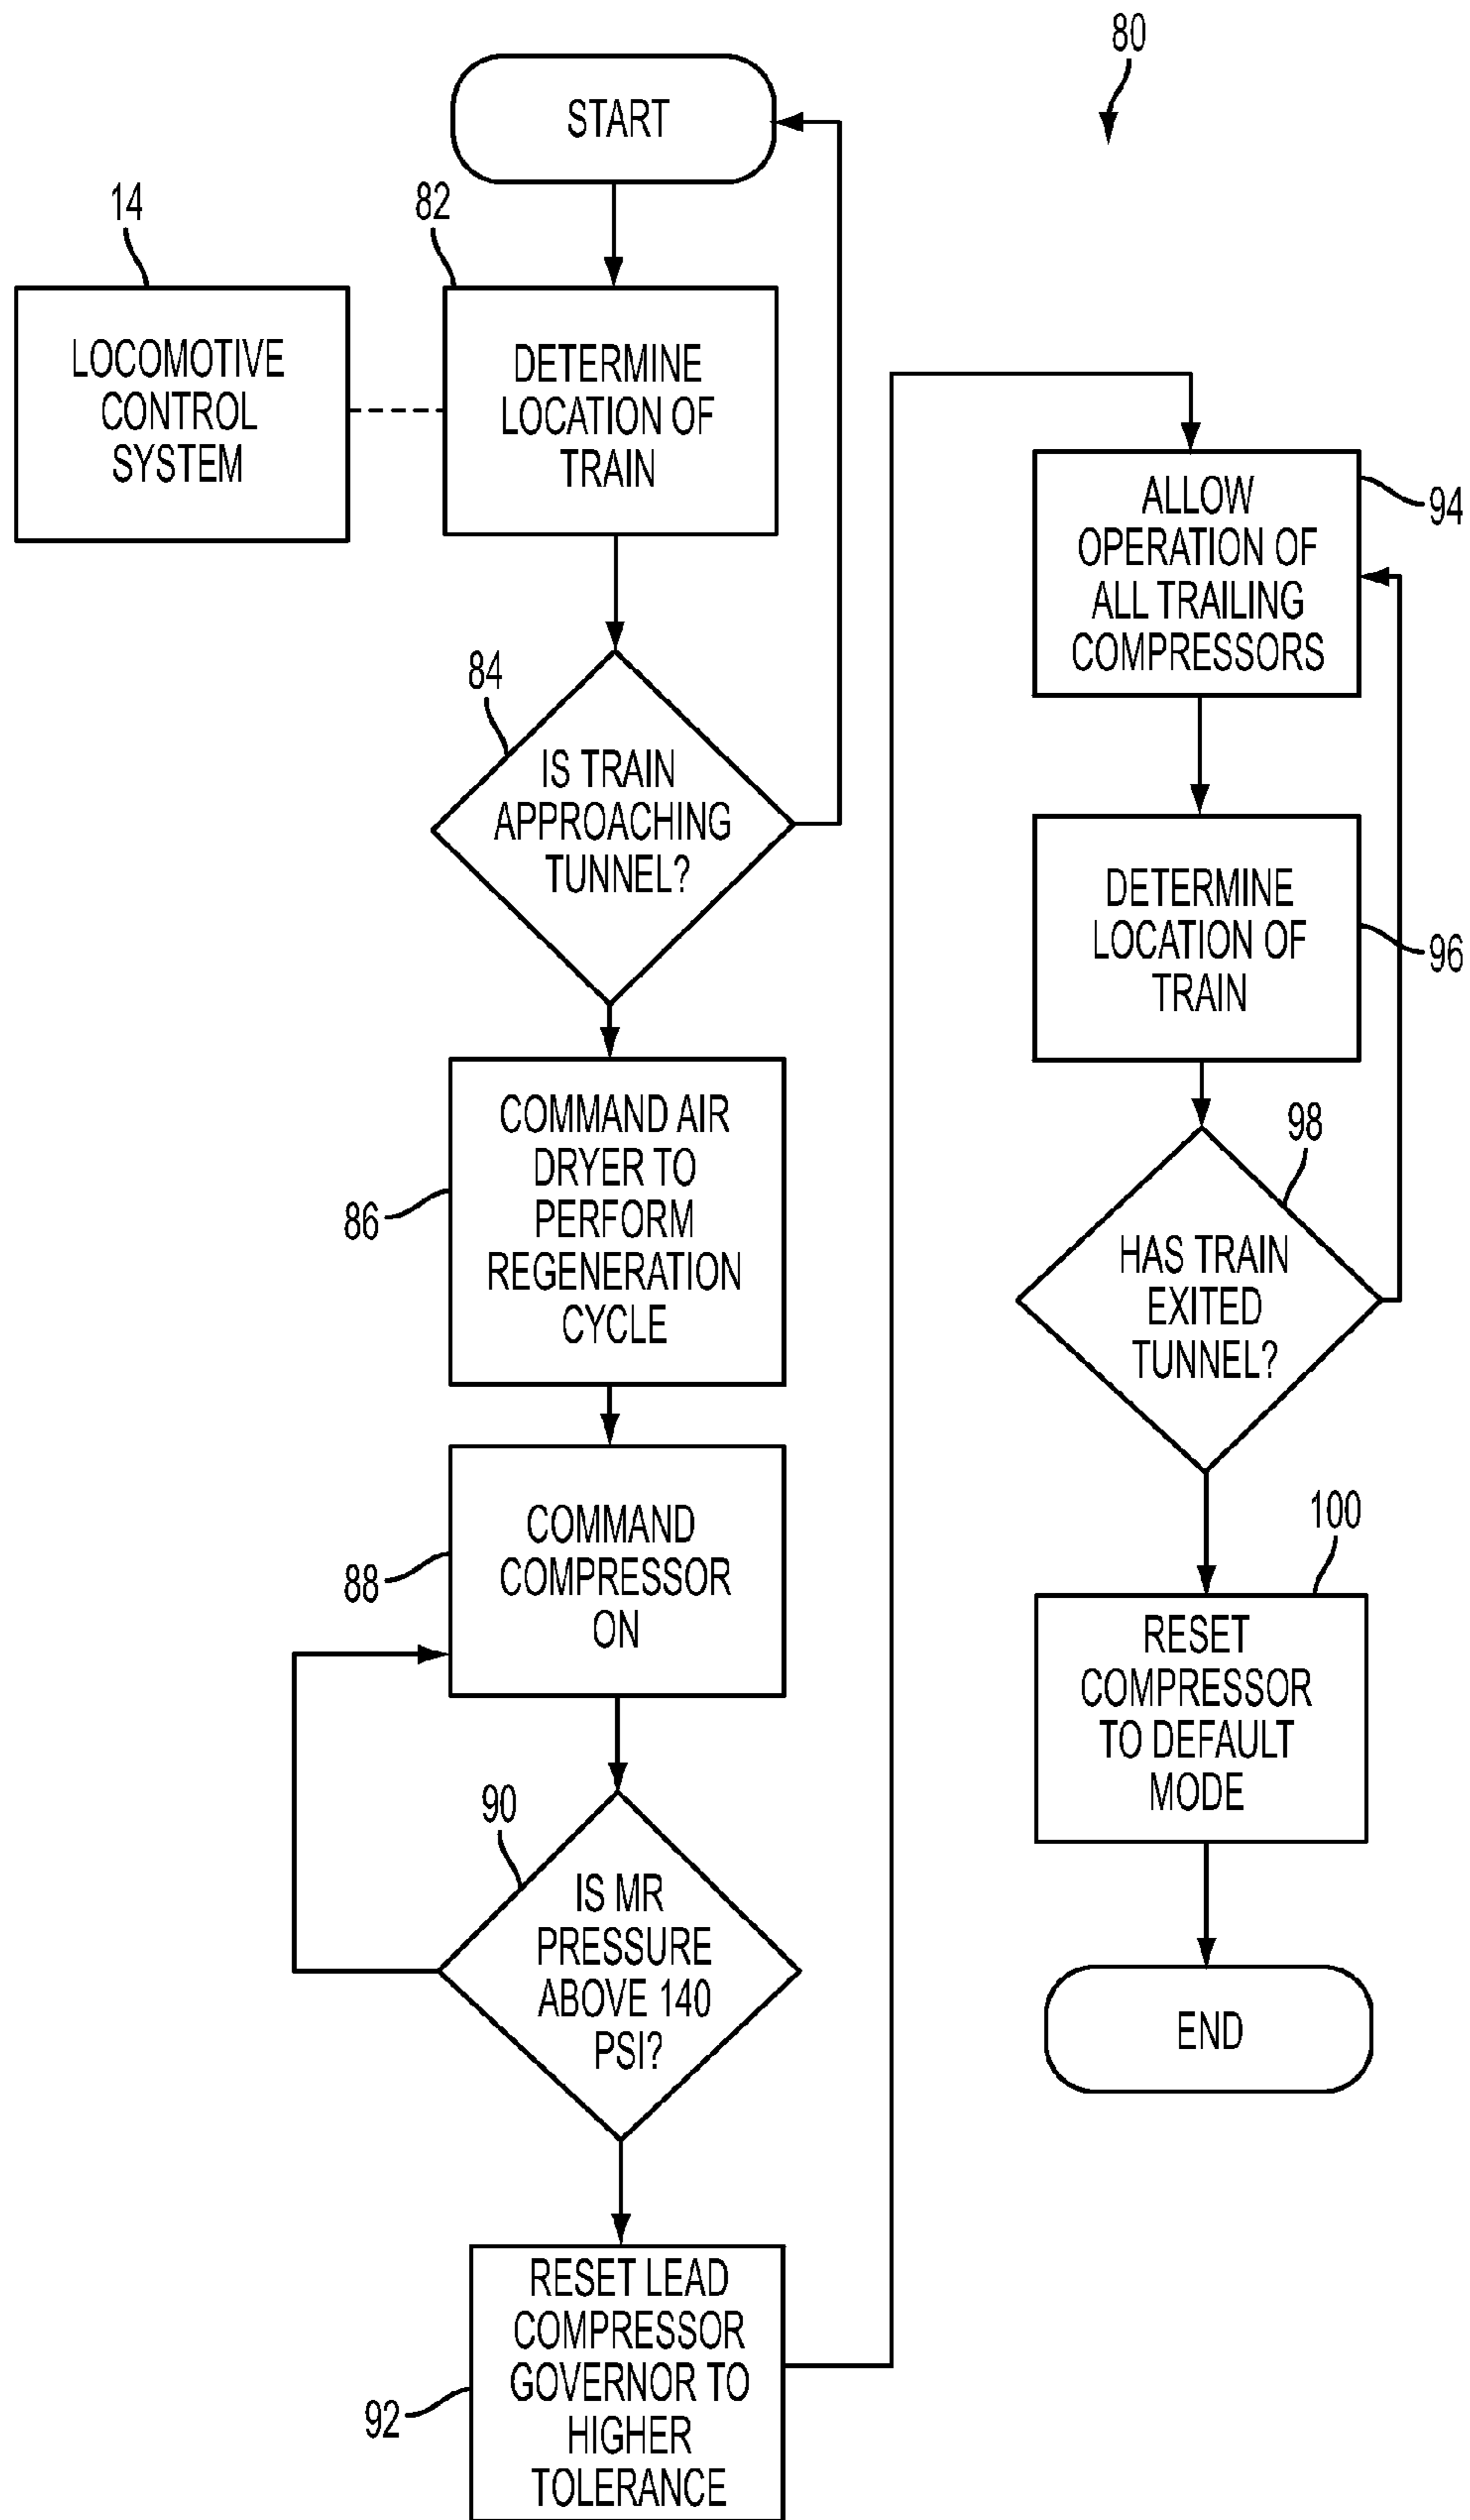 80
START
14
82
LOCOMOTIVE
CONTROL
SYSTEM
DETERMINE
LOCATION OF
TRAIN
84
IS TRAIN
APPROACHING
TUNNEL?
86
COMMAND AIR
DRYER TO
PERFORM
REGENERATION
CYCLE
88
COMMAND
COMPRESSOR
ON
90
IS MR
PRESSURE
ABOVE 140
PSI?
92
RESET LEAD
COMPRESSOR
GOVERNOR TO
HIGHER
TOLERANCE
94
ALLOW
OPERATION OF
ALL TRAILING
COMPRESSORS
96
DETERMINE
LOCATION OF
TRAIN
98
HAS TRAIN
EXITED
TUNNEL?
100
RESET
COMPRESSOR
TO DEFAULT
MODE
END